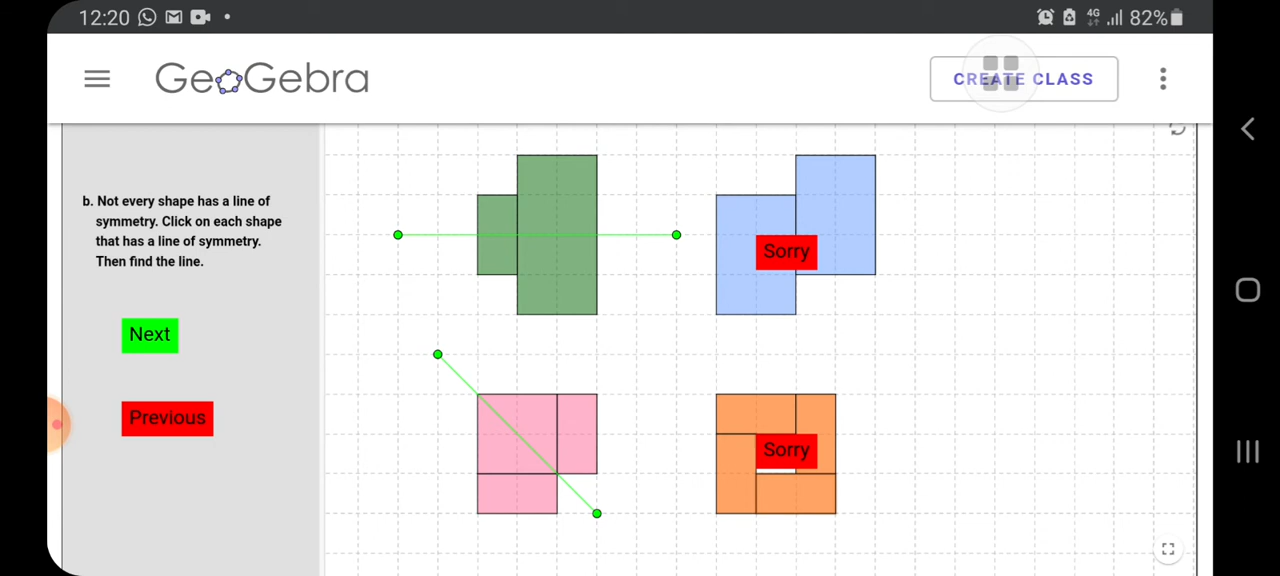 12:20
4G 82%
GeoGebra
CREATE CLASS
b. Not every shape has a line of
symmetry. Click on each shape
that has a line of symmetry.
Then find the line.
Next
Previous
Sorry
Sorry